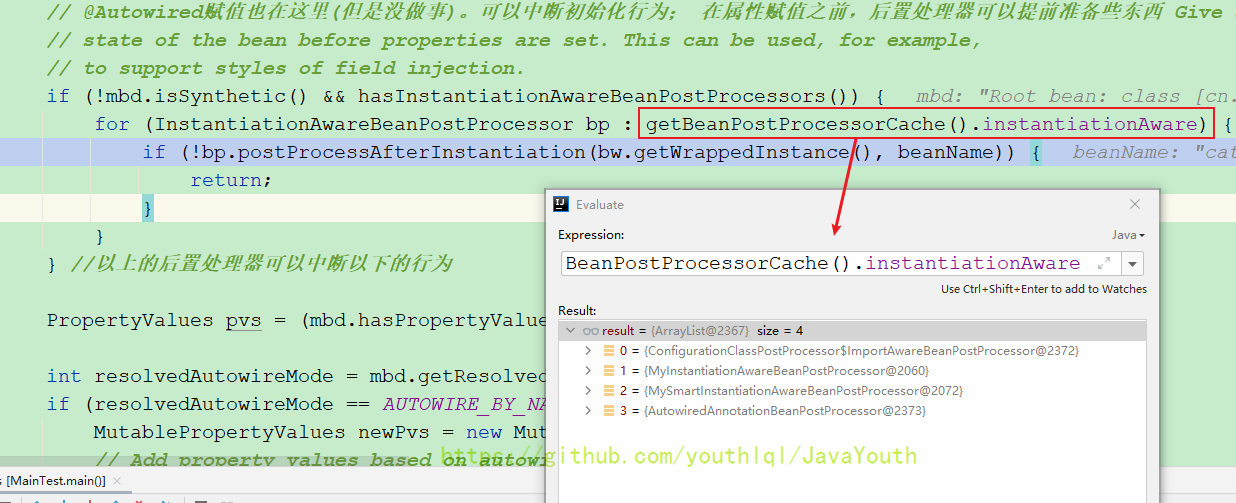 // @Autowired赋值也在这里(但是没做事)。可以中断初始化行为； 在属性赋值之前，后置处理器可以提前准备些东西 Give
// state of the bean before properties are set. This can be used, for example,
// to support styles of field injection.
if (!mbd.isSynthetic() && hasInstantiationAwareBeanPostProcessors()) { mbd: "Root bean: class [cn.
for (InstantiationAwareBeanPostProcessor bp : getBeanPostProcessorCache().instantiationAware) {
if (!bp.postProcessAfterInstantiation(bw.getWrappedInstance(), beanName)) { beanName: "cat
return;
}
}
} //以上的后置处理器可以中断以下的行为
PropertyValues pvs = (mbd.hasPropertyValue
int resolvedAutowireMode = mbd.getResolved
if (resolvedAutowireMode == AUTOWIRE_BY_NA
MutablePropertyValues newPvs = new Mut
// Add property values based on autowi
Evaluate
Expression:
Java
BeanPostProcessorCache().instantiationAware
Use Ctrl+Shift+Enter to add to Watches
Result:
result = {ArrayList@2367} size = 4
0 = {ConfigurationClassPostProcessor$ImportAwareBeanPostProcessor@2372}
1 = {MyInstantiationAwareBeanPostProcessor@2060}
2 = {MySmartInstantiationAwareBeanPostProcessor@2072}
3 = {AutowiredAnnotationBeanPostProcessor@2373}
https://github.com/youthlql/JavaYouth
s [MainTest.main()]